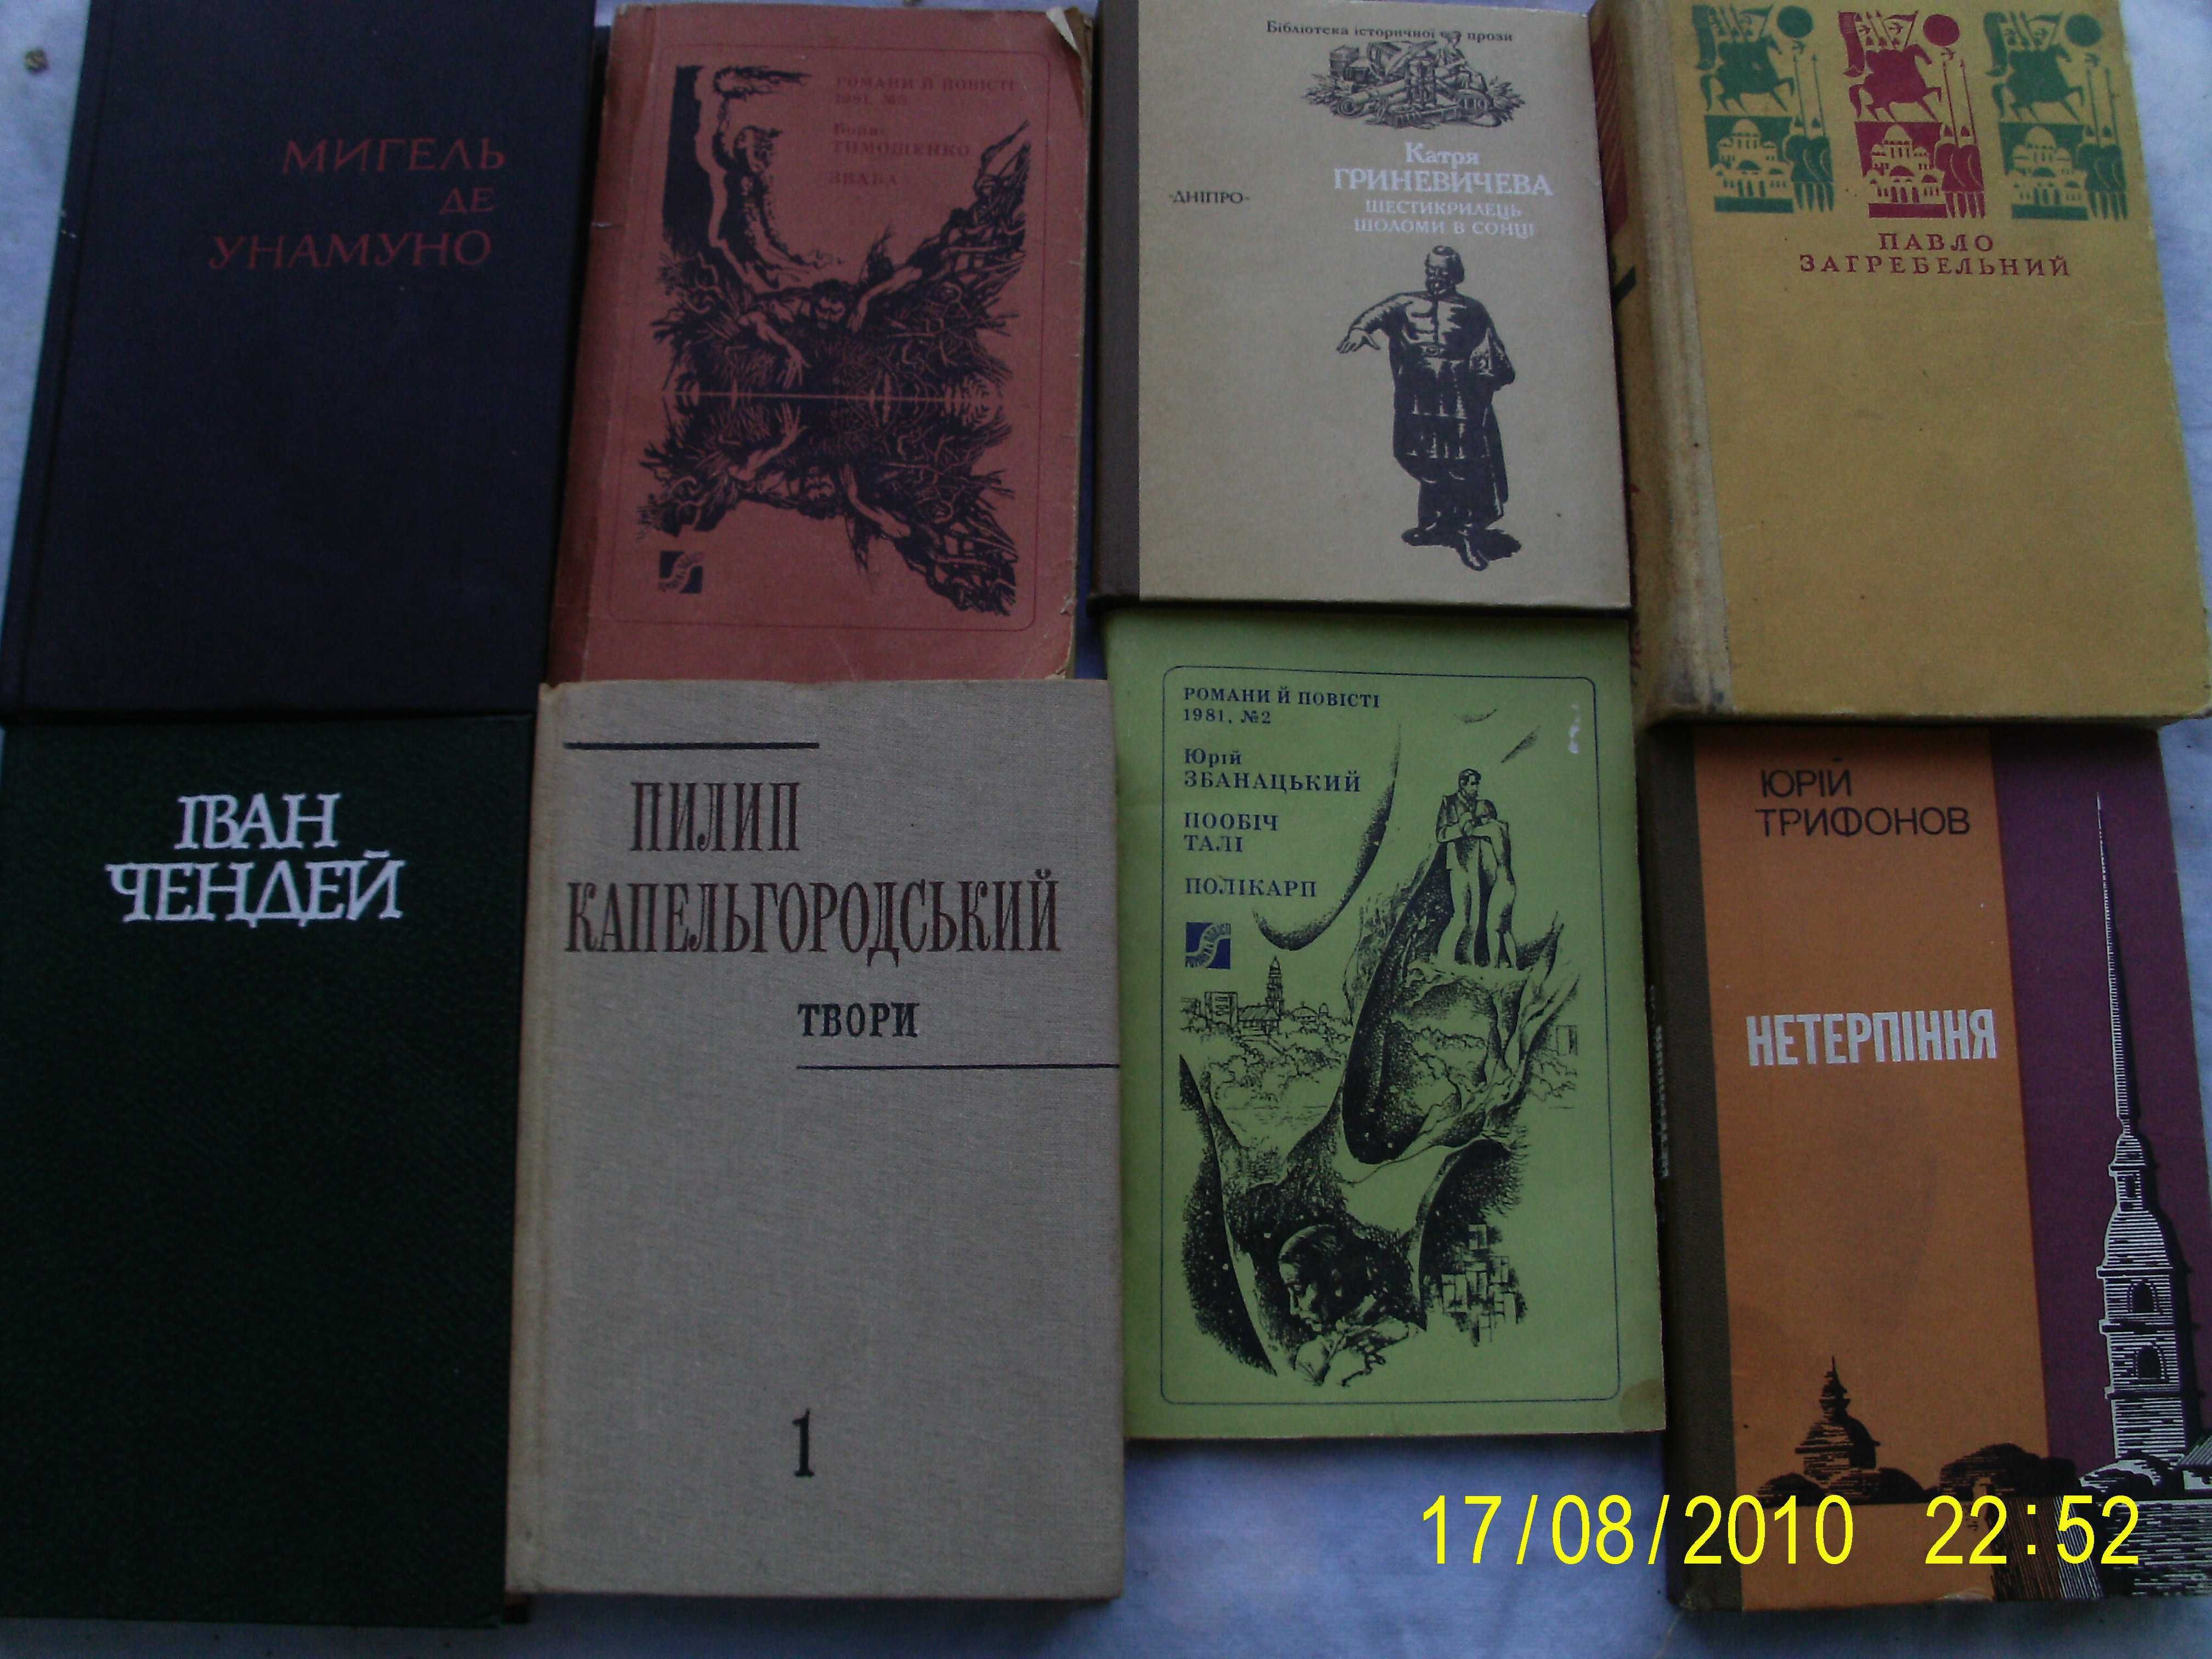 МИГЕЛЬ
ДЕ
УНАМУНО
РОМАНИ Й ПОВІСТІ
1981, №
Борис
ТИМОШЕНКО
ЗВАБА
Бібліотека історичної прози
Катря
ГРИНЕВИЧЕВА
ШЕСТИКРИЛЕЦЬ
ШОЛОМИ В СОНЦІ
«ДНІПРО»
ПАВЛО
ЗАГРЕБЕЛЬНИЙ
ІВАН
ЧЕНДЕЙ
ПИЛИП
КАПЕЛЬГОРОДСЬКИЙ
ТВОРИ
1
РОМАНИ Й ПОВІСТІ
1981, №2
Юрій
ЗБАНАЦЬКИЙ
ПООБІЧ
ТАЛІ
ПОЛІКАРП
ЮРІЙ
ТРИФОНОВ
НЕТЕРПІННЯ
17/08/2010 22:52